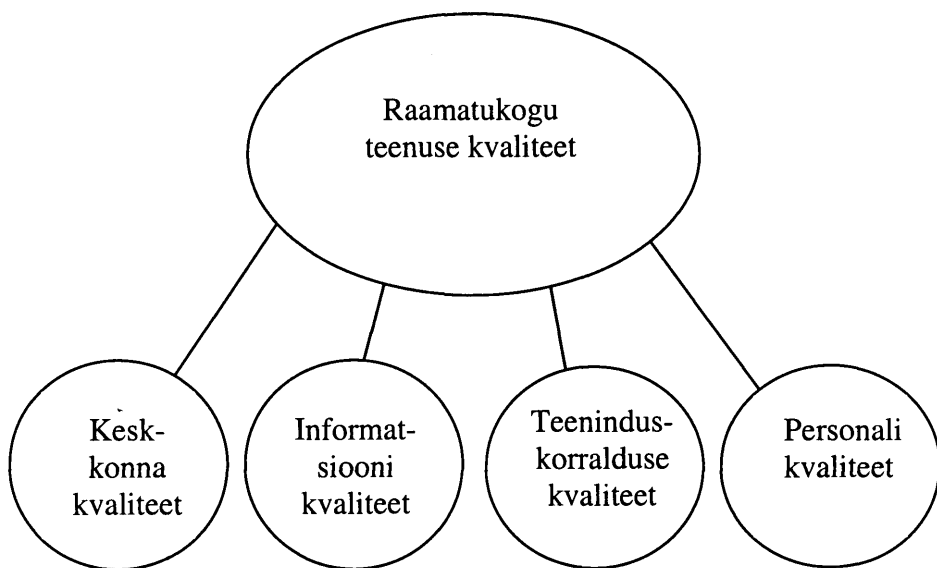 Raamatukogu
teenuse kvaliteet
Kesk-
konna
kvaliteet
Informat-
siooni
kvaliteet
Teenindus-
korralduse
kvaliteet
Personali
kvaliteet